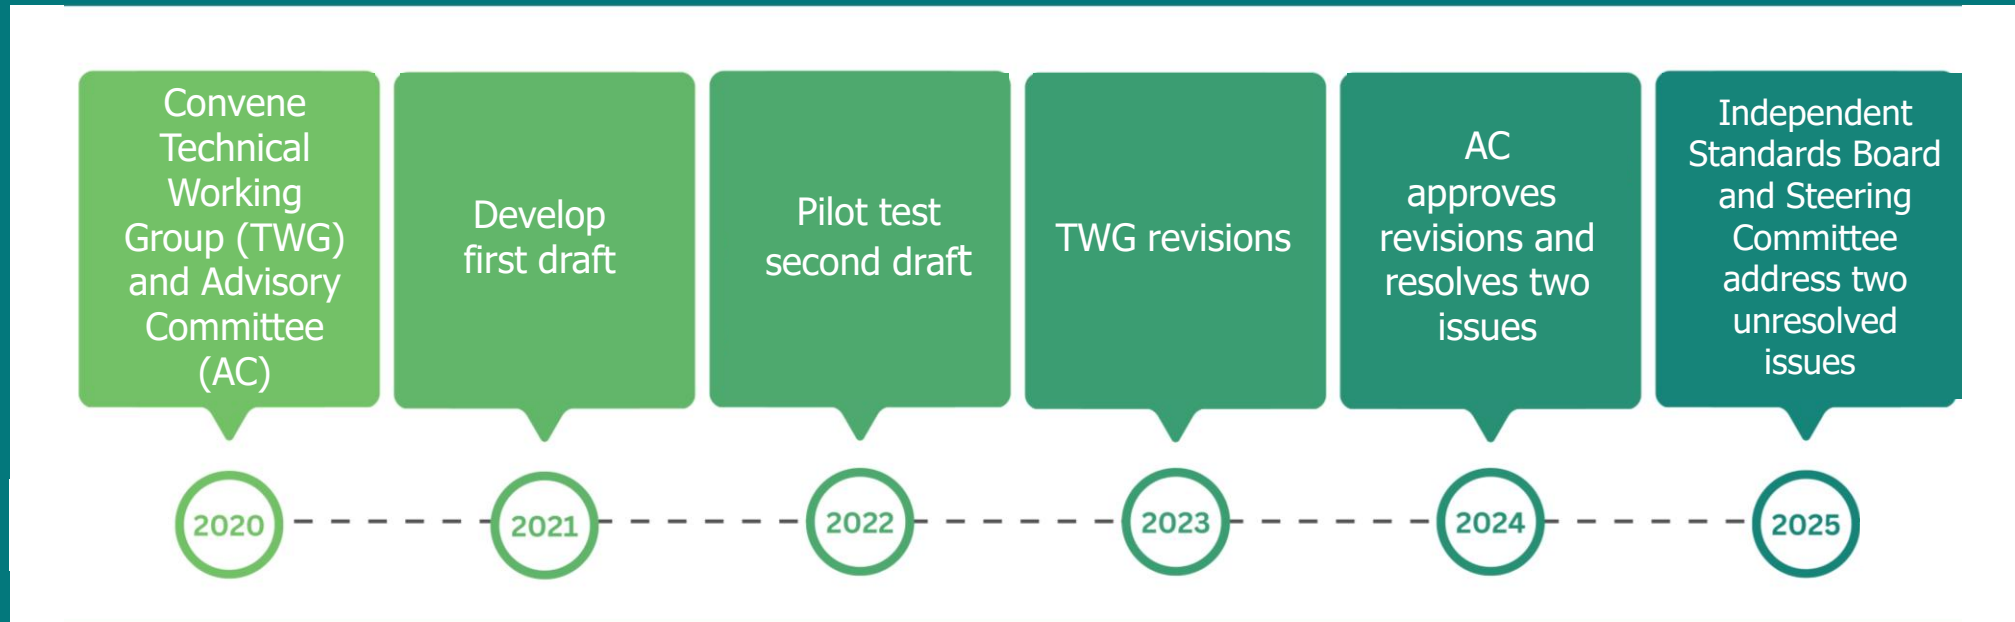 Convene
Technical
Working
Group (TWG)
and Advisory
Committee
(AC)
Develop
first draft
Pilot test
second draft
TWG revisions
AC
approves
revisions and
resolves two
issues
Independent
Standards Board
and Steering
Committee
address two
unresolved
issues
2020
2021
2022
2023
2024
2025